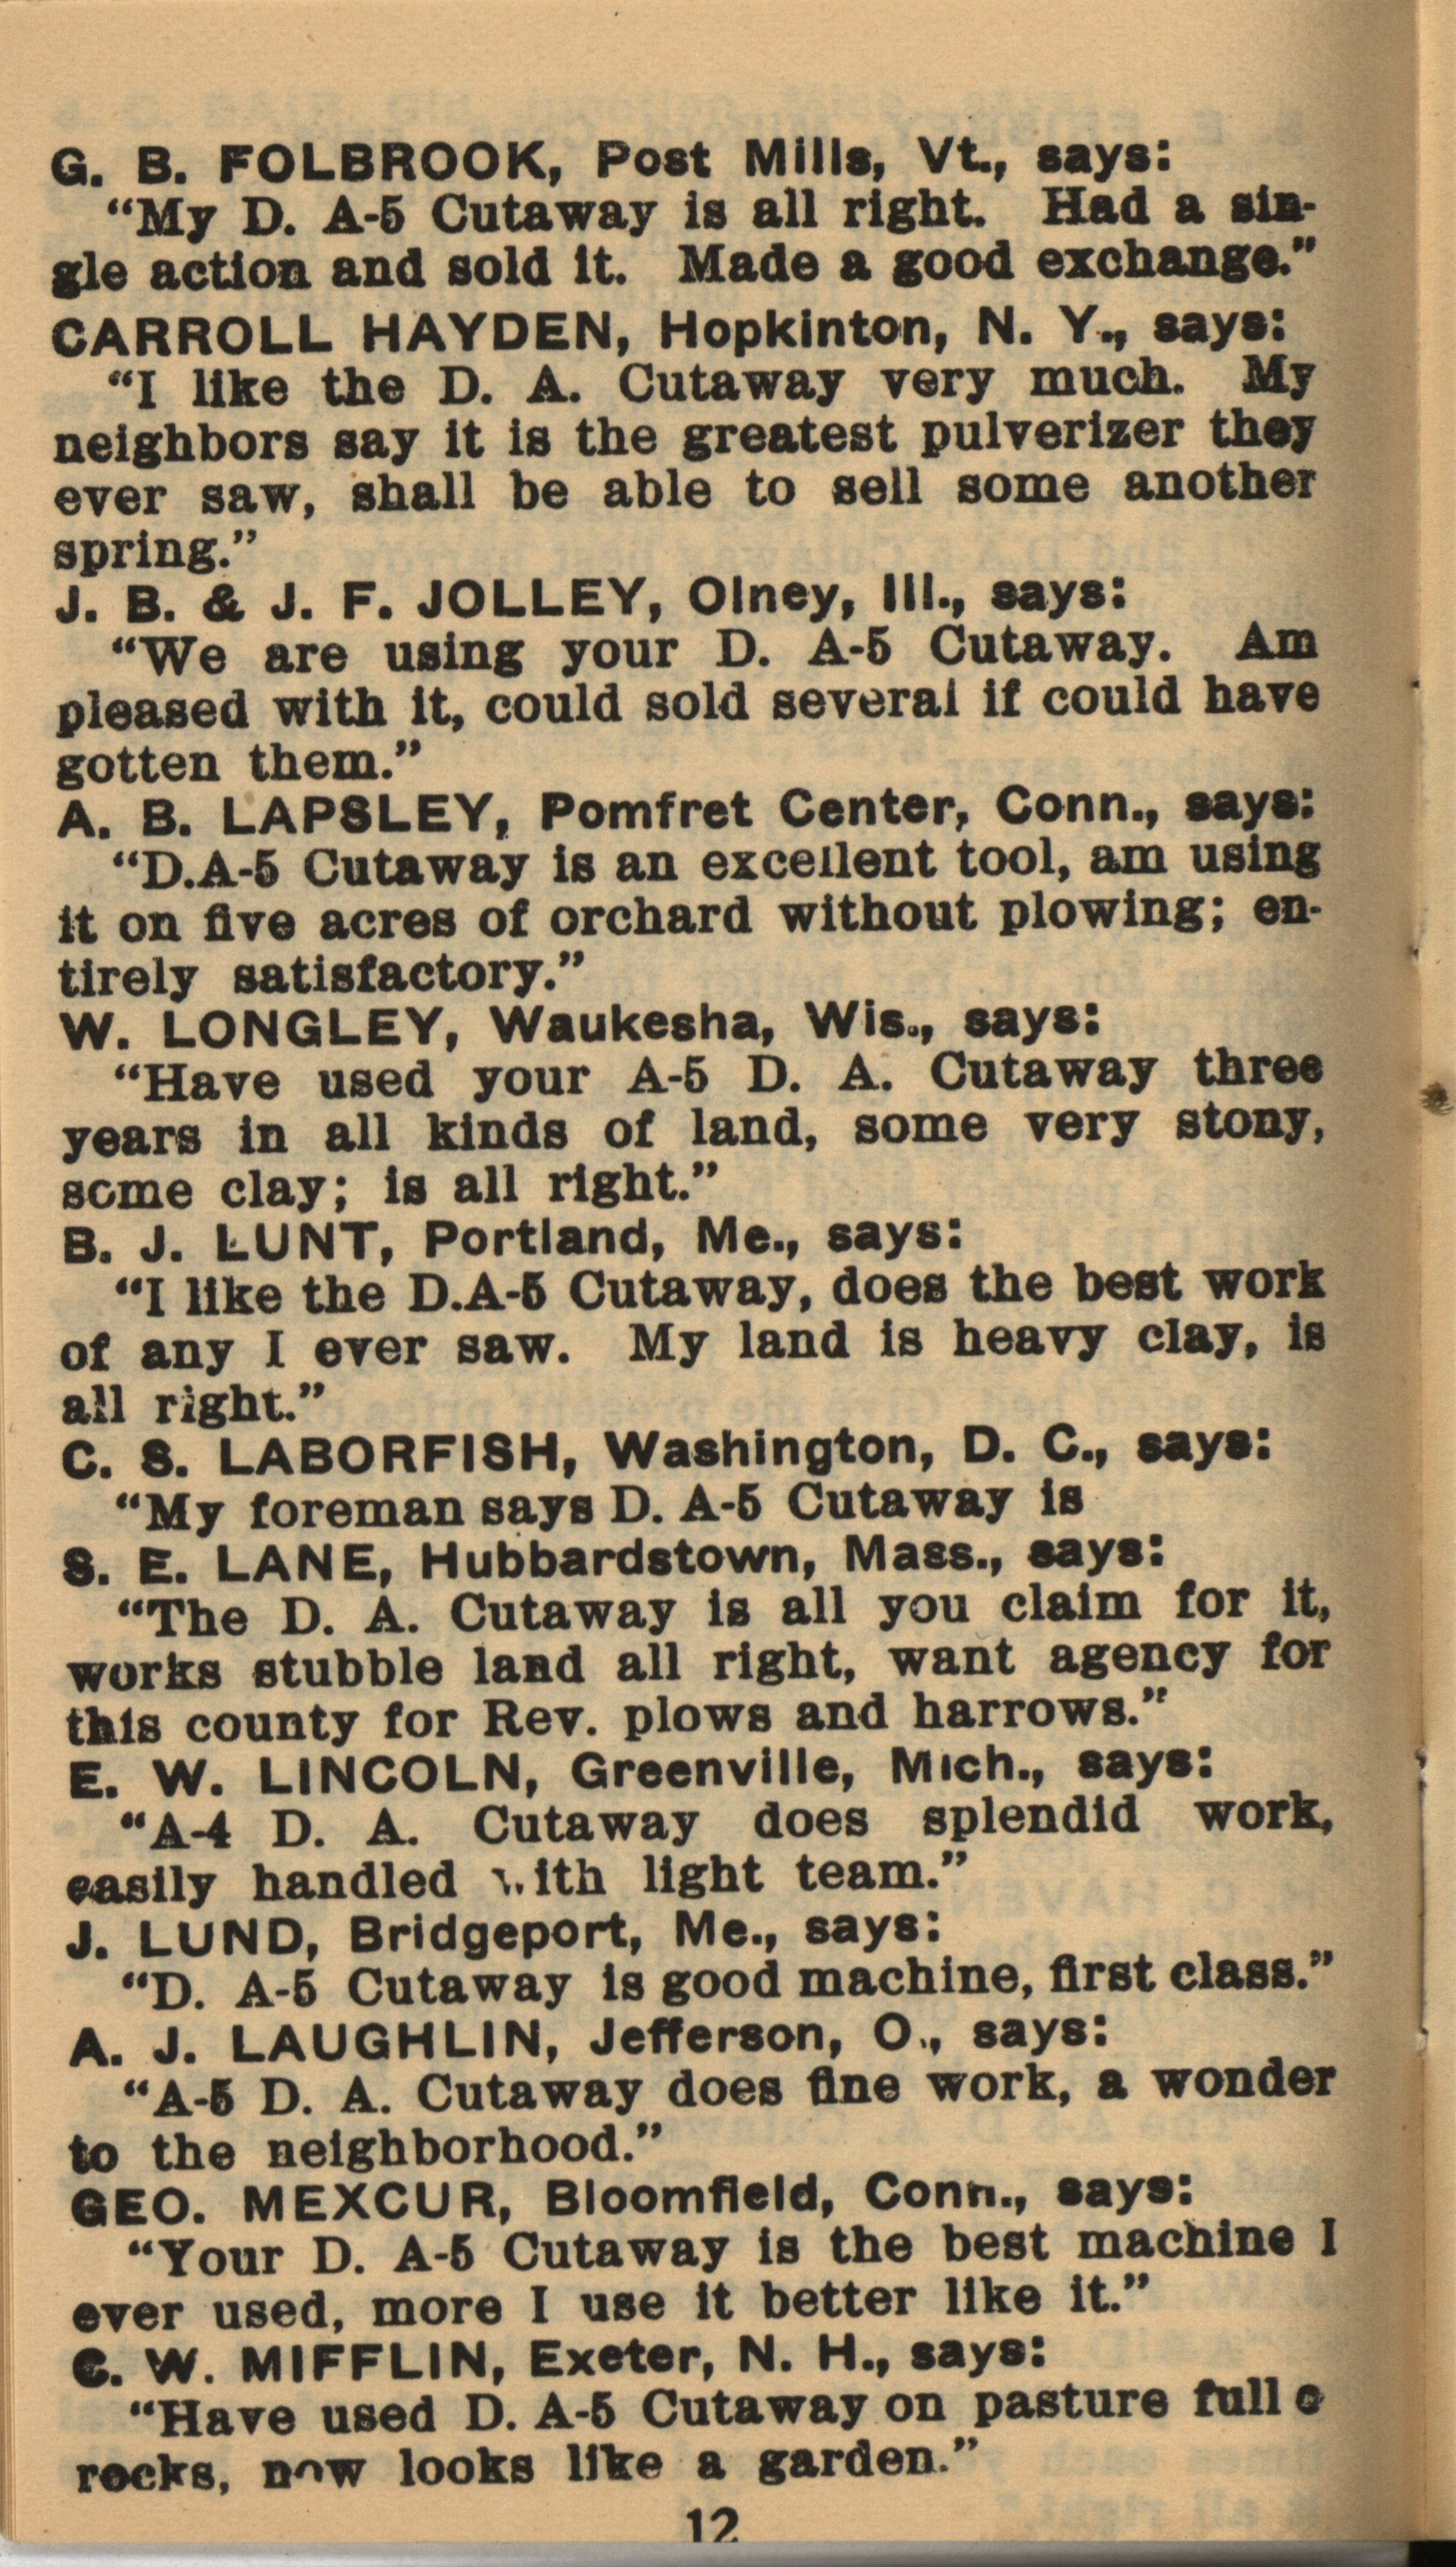 G. B. FOLBROOK, Post Mills, Vt., says:
“My D. A-5 Cutaway is all right. Had a sin-
gle action and sold it. Made a good exchange.”
CARROLL HAYDEN, Hopkinton, N. Y., says:
“I like the D. A. Cutaway very much. My
neighbors say it is the greatest pulverizer they
ever saw, shall be able to sell some another
spring.”
J. B. & J. F. JOLLEY, Olney, Ill., says:
“We are using your D. A-5 Cutaway. Am
pleased with it, could sold several if could have
gotten them.”
A. B. LAPSLEY, Pomfret Center, Conn., says:
“D.A-5 Cutaway is an excellent tool, am using
it on five acres of orchard without plowing; en-
tirely satisfactory.”
W. LONGLEY, Waukesha, Wis., says:
“Have used your A-5 D. A. Cutaway three
years in all kinds of land, some very stony,
some clay; is all right.”
B. J. LUNT, Portland, Me., says:
“I like the D.A-5 Cutaway, does the best work
of any I ever saw. My land is heavy clay, is
all right.”
C. S. LABORFISH, Washington, D. C., says:
“My foreman says D. A-5 Cutaway is
S. E. LANE, Hubbardstown, Mass., says:
“The D. A. Cutaway is all you claim for it,
works stubble land all right, want agency for
this county for Rev. plows and harrows.”
E. W. LINCOLN, Greenville, Mich., says:
“A-4 D. A. Cutaway does splendid work,
easily handled with light team.”
J. LUND, Bridgeport, Me., says:
“D. A-5 Cutaway is good machine, first class.”
A. J. LAUGHLIN, Jefferson, O., says:
“A-5 D. A. Cutaway does fine work, a wonder
to the neighborhood.”
GEO. MEXCUR, Bloomfield, Conn., says:
“Your D. A-5 Cutaway is the best machine I
ever used, more I use it better like it.”
C. W. MIFFLIN, Exeter, N. H., says:
“Have used D. A-5 Cutaway on pasture full o
rocks, now looks like a garden.”
12